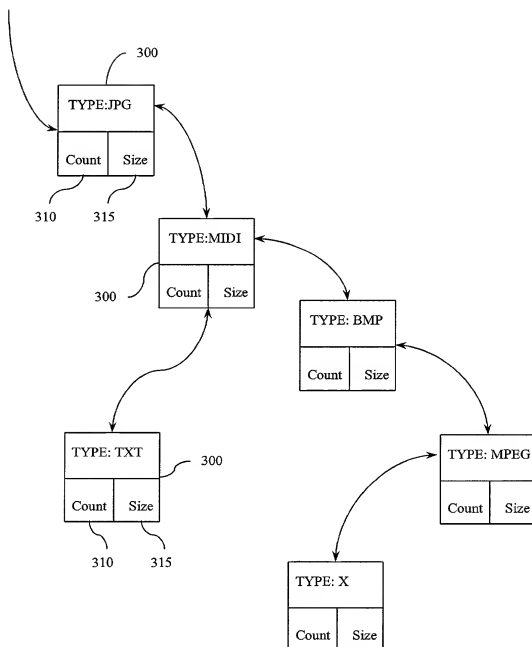 300
TYPE:JPG
Count Size
310 315
TYPE:MIDI
300
Count Size
TYPE: BMP
Count Size
TYPE: TXT
300
Count Size
310 315
TYPE: MPEG
Count Size
TYPE: X
Count Size